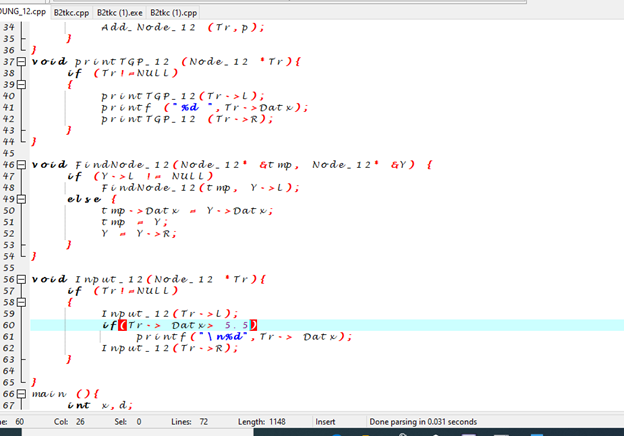 OUNG_12.cpp B2tkc.cpp B2tkc (1).exe B2tkc (1).cpp
34 Add_Node_12 (Tr,p);
35 }
36 }
37 void printTGP_12 (Node_12 *Tr){
38 if (Tr!=NULL)
39 {
40 printTGP_12(Tr->L);
41 printf ("%d ",Tr->Datx);
42 printTGP_12 (Tr->R);
43 }
44 }
45
46 void FindNode_12(Node_12* &tmp, Node_12* &Y) {
47 if (Y->L != NULL)
48 FindNode_12(tmp, Y->L);
49 else {
50 tmp->Datx = Y->Datx;
51 tmp = Y;
52 Y = Y->R;
53 }
54 }
55
56 void Input_12(Node_12 *Tr){
57 if (Tr!=NULL)
58 {
59 Input_12(Tr->L);
60 if(Tr-> Datx> 5.5)
61 printf("\n%d",Tr-> Datx);
62 Input_12(Tr->R);
63 }
64
65 }
66 main (){
67 int x,d;
ne: 60 Col: 26 Sel: 0 Lines: 72 Length: 1148 Insert Done parsing in 0.031 seconds